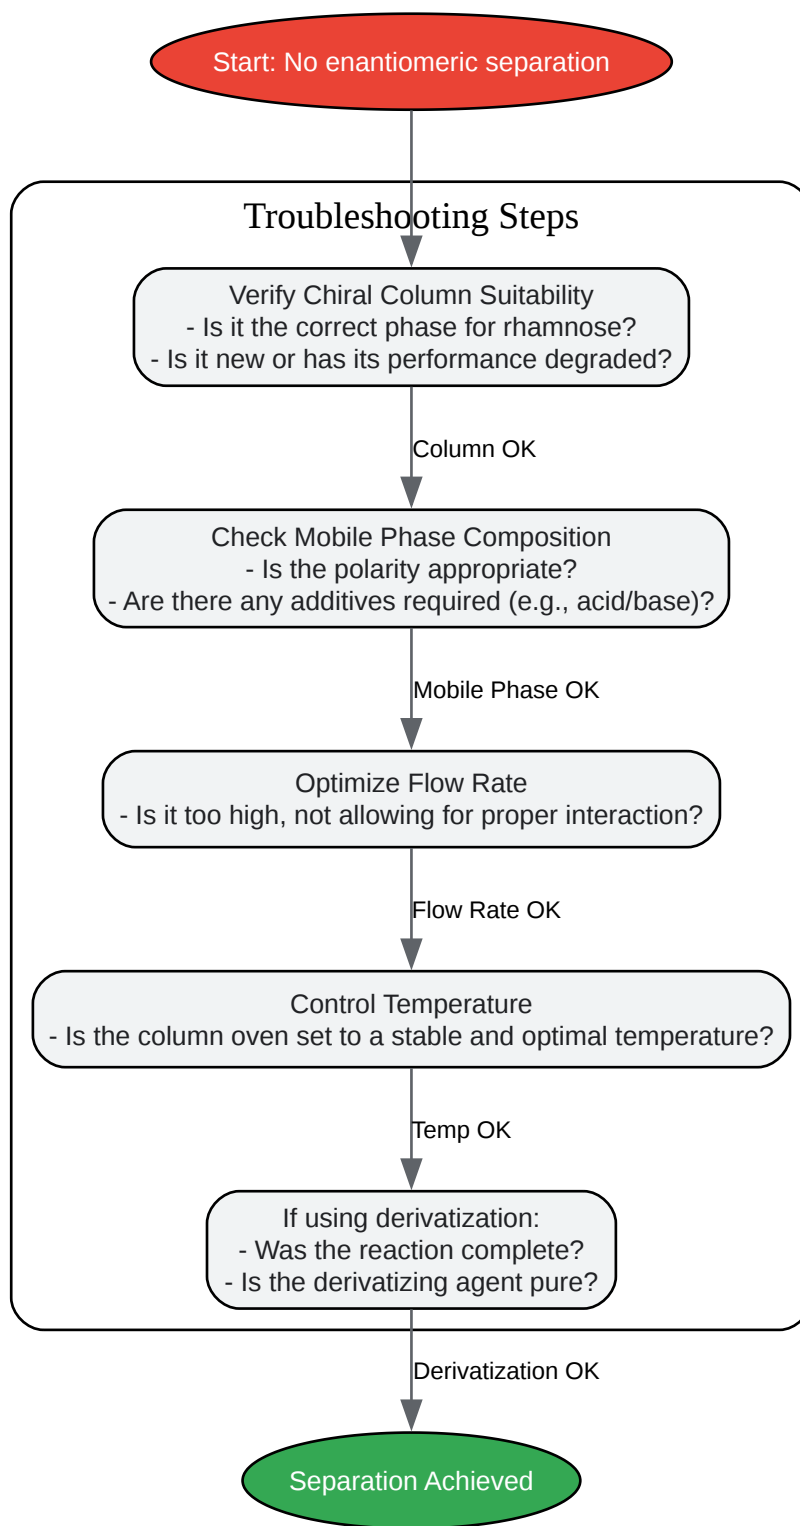 Start: No enantiomeric separation
Troubleshooting Steps
Verify Chiral Column Suitability
- Is it the correct phase for rhamnose?
- Is it new or has its performance degraded?
Column OK
Check Mobile Phase Composition
- Is the polarity appropriate?
- Are there any additives required (e.g., acid/base)?
Mobile Phase OK
Optimize Flow Rate
- Is it too high, not allowing for proper interaction?
Flow Rate OK
Control Temperature
- Is the column oven set to a stable and optimal temperature?
Temp OK
If using derivatization:
- Was the reaction complete?
- Is the derivatizing agent pure?
Derivatization OK
Separation Achieved